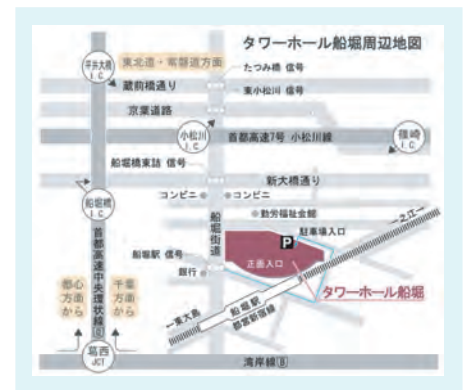 タワーホール船堀周辺地図
平井大橋
I.C
東北道・常磐道方面
たつみ橋 信号
蔵前橋通り
東小松川 信号
京葉道路
小松川
I.C
首都高速7号 小松川線
篠崎
I.C
船堀橋東詰 信号
新大橋通り
コンビニ
コンビニ
船堀橋
I.C
勤労福祉会館
船堀街道
駐車場入口
一之江→
P
船堀駅 信号
正面入口
銀行
首都高速中央環状線
都心方面から
千葉方面から
タワーホール船堀
船堀駅
都営新宿線
←東大島
葛西
JCT
湾岸線B